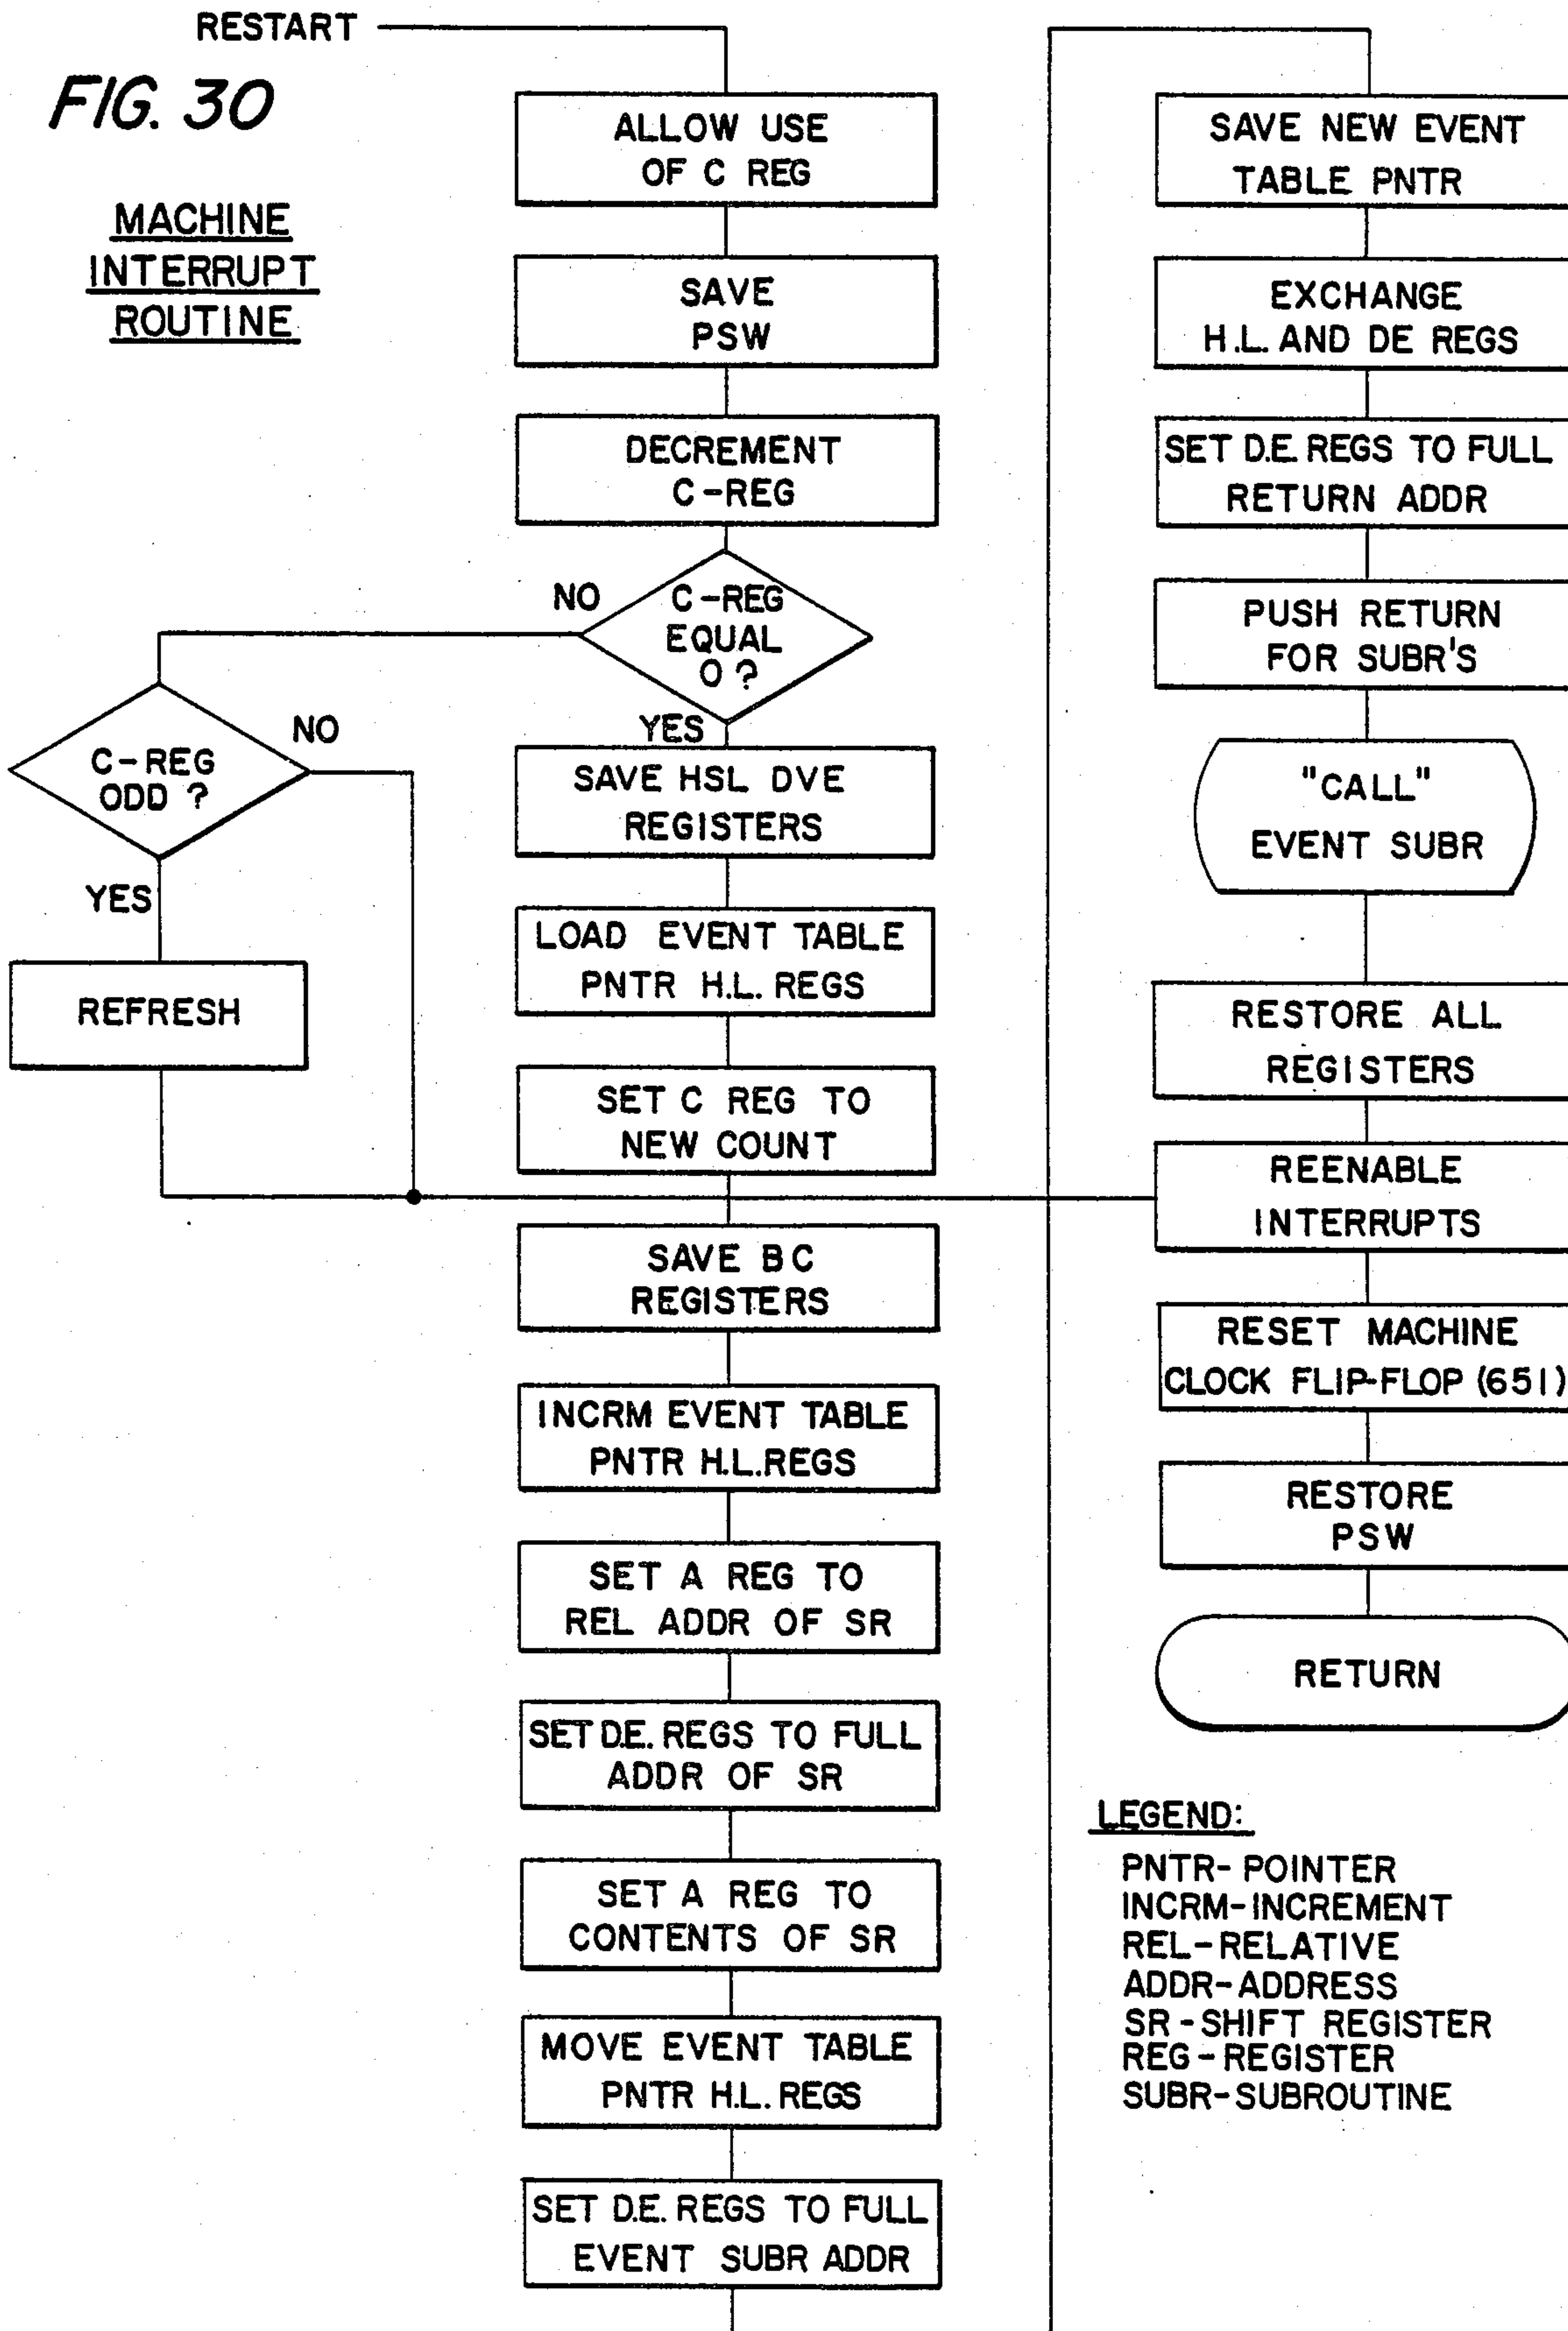 RESTART
FIG. 30
MACHINE
INTERRUPT
ROUTINE
ALLOW USE
OF C REG
SAVE
PSW
DECREMENT
C-REG
C-REG
EQUAL
0 ?
NO
YES
C-REG
ODD ?
NO
YES
REFRESH
SAVE HSL DVE
REGISTERS
LOAD EVENT TABLE
PNTR H.L. REGS
SET C REG TO
NEW COUNT
SAVE BC
REGISTERS
INCRM EVENT TABLE
PNTR H.L.REGS
SET A REG TO
REL ADDR OF SR
SET D.E. REGS TO FULL
ADDR OF SR
SET A REG TO
CONTENTS OF SR
MOVE EVENT TABLE
PNTR H.L. REGS
SET D.E. REGS TO FULL
EVENT SUBR ADDR
SAVE NEW EVENT
TABLE PNTR
EXCHANGE
H.L. AND DE REGS
SET D.E. REGS TO FULL
RETURN ADDR
PUSH RETURN
FOR SUBR'S
"CALL"
EVENT SUBR
RESTORE ALL
REGISTERS
REENABLE
INTERRUPTS
RESET MACHINE
CLOCK FLIP-FLOP (651)
RESTORE
PSW
RETURN
LEGEND:
PNTR- POINTER
INCRM-INCREMENT
REL-RELATIVE
ADDR-ADDRESS
SR-SHIFT REGISTER
REG-REGISTER
SUBR-SUBROUTINE